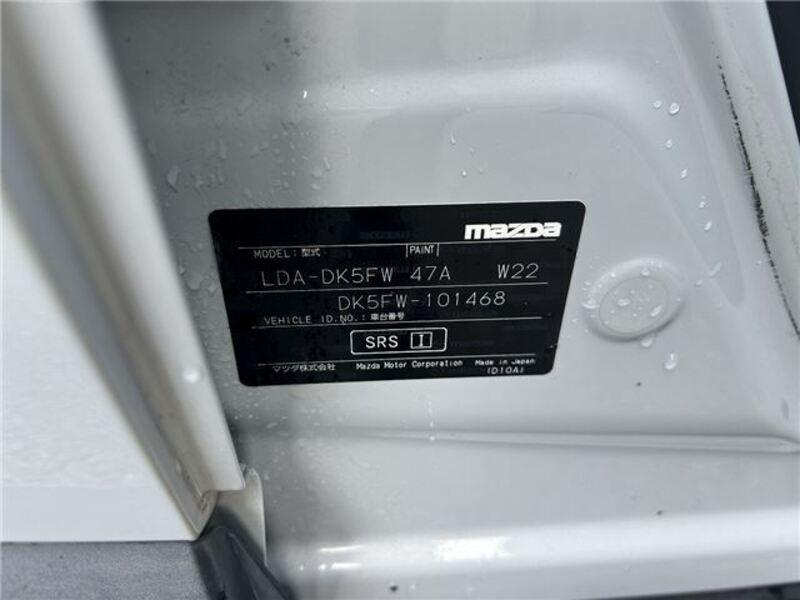 mazda
MODEL: 型式 PAINT
LDA-DK5FW 47A W22
DK5FW-101468
VEHICLE ID.NO.: 車台番号
SRS I
マツダ株式会社 Mazda Motor Corporation Made in Japan